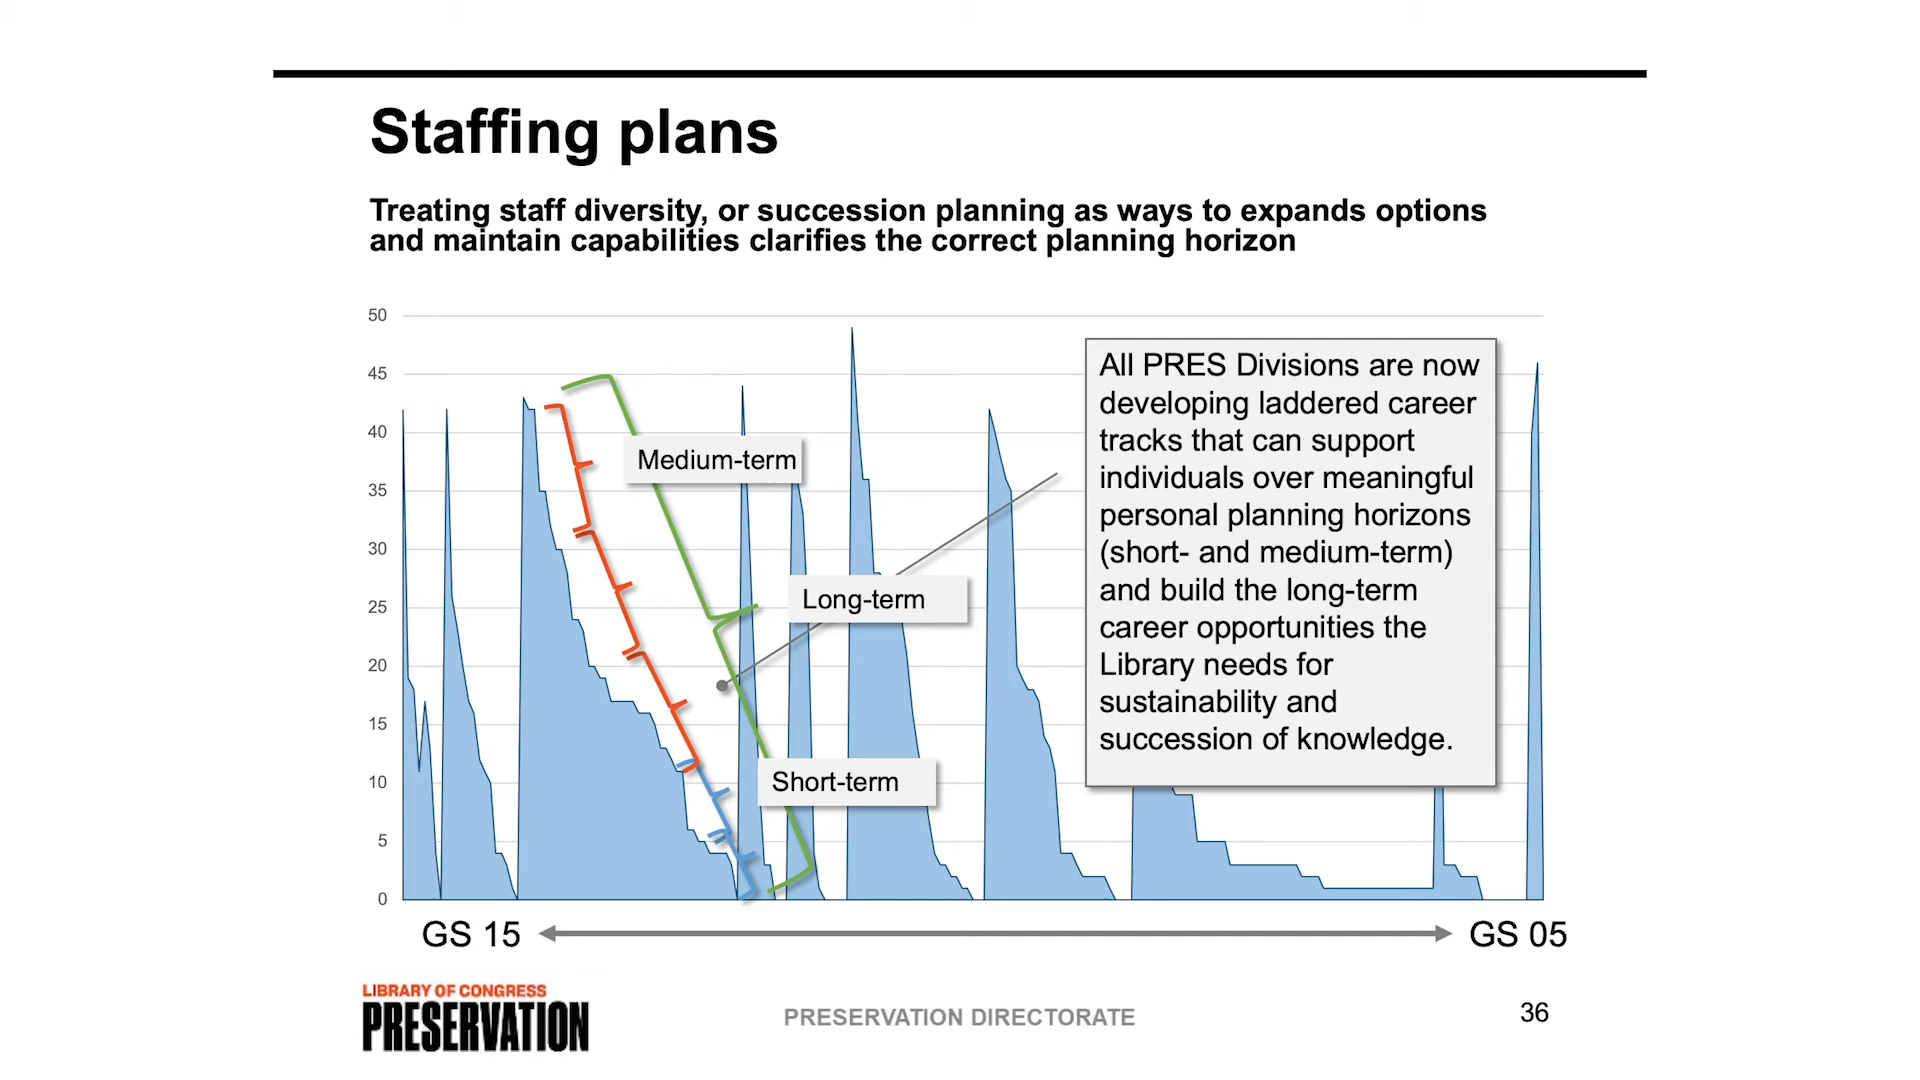 Staffing plans
Treating staff diversity, or succession planning as ways to expands options
and maintain capabilities clarifies the correct planning horizon
50
45
40
35
30
25
20
15
10
5
0
Medium-term
Long-term
Short-term
All PRES Divisions are now
developing laddered career
tracks that can support
individuals over meaningful
personal planning horizons
(short- and medium-term)
and build the long-term
career opportunities the
Library needs for
sustainability and
succession of knowledge.
GS 15
GS 05
LIBRARY OF CONGRESS
PRESERVATION
PRESERVATION DIRECTORATE
36